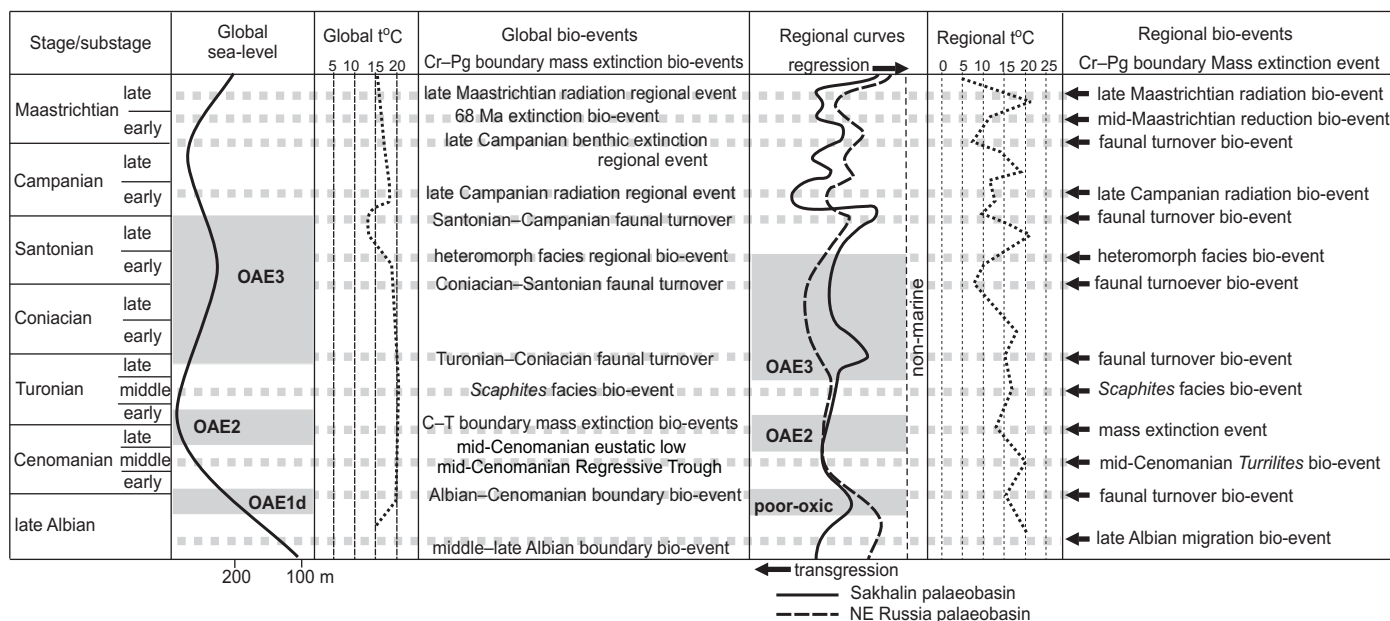 Stage/substage
Global
sea-level
Global t°C
5 10 15 20
Global bio-events
Cr–Pg boundary Mass extinction bio-events
Regional curves
regression
Regional t°C
0 5 10 15 20 25
Regional bio-events
Cr–Pg boundary Mass extinction event
Maastrichtian
late
early
Campanian
late
early
Santonian
late
early
Coniacian
late
early
Turonian
late
middle
early
Cenomanian
late
middle
early
late Albian
OAE3
OAE2
OAE1d
200
100 m
late Maastrichtian radiation regional event
68 Ma extinction bio-event
late Campanian benthic extinction
regional event
late Campanian radiation regional event
Santonian–Campanian faunal turnover
heteromorph facies regional bio-event
Coniacian–Santonian faunal turnover
Turonian–Coniacian faunal turnover
Scaphites facies bio-event
C–T boundary mass extinction bio-events
mid-Cenomanian eustatic low
mid-Cenomanian Regressive Trough
Albian–Cenomanian boundary bio-event
middle–late Albian boundary bio-event
OAE3
OAE2
poor-oxic
non-marine
transgression
Sakhalin palaeobasin
NE Russia palaeobasin
late Maastrichtian radiation bio-event
mid-Maastrichtian reduction bio-event
faunal turnover bio-event
late Campanian radiation bio-event
faunal turnover bio-event
heteromorph facies bio-event
faunal turnoever bio-event
faunal turnover bio-event
Scaphites facies bio-event
mass extinction event
mid-Cenomanian Turrilites bio-event
faunal turnover bio-event
late Albian migration bio-event